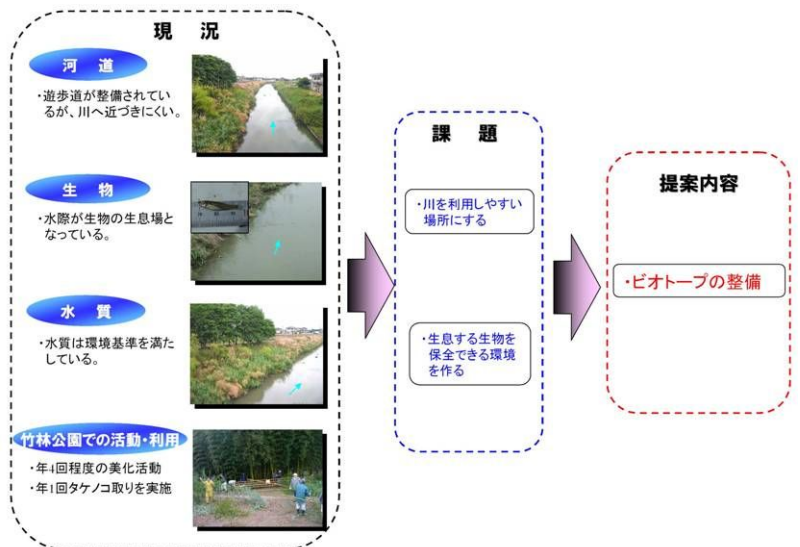 現 況
河 道
・遊歩道が整備されてい
るが、川へ近づきにくい。
生 物
・水際が生物の生息場と
なっている。
水 質
・水質は環境基準を満た
している。
竹林公園での活動・利用
・年4回程度の美化活動
・年1回タケノコ取りを実施
課 題
・川を利用しやすい
場所にする
・生息する生物を
保全できる環境
を作る
提案内容
・ビオトープの整備